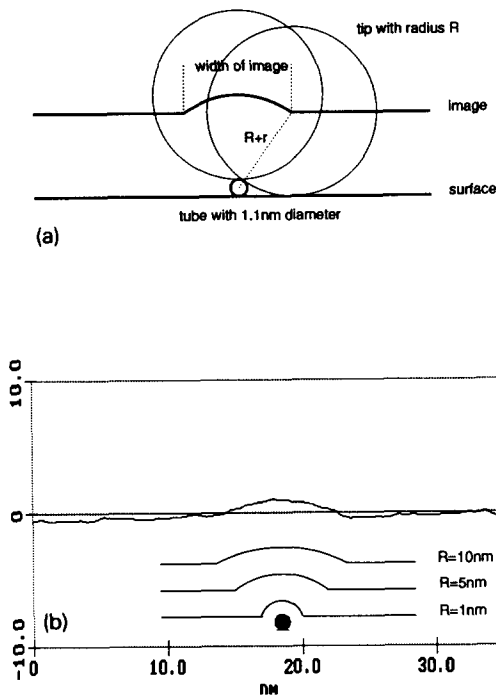 tip with radius R
width of image
image
R+r
surface
tube with 1.1nm diameter
(a)
10.0
0
R=10nm
R=5nm
R=1nm
(b)
-10.0
-10 10.0 20.0 30.0
nm